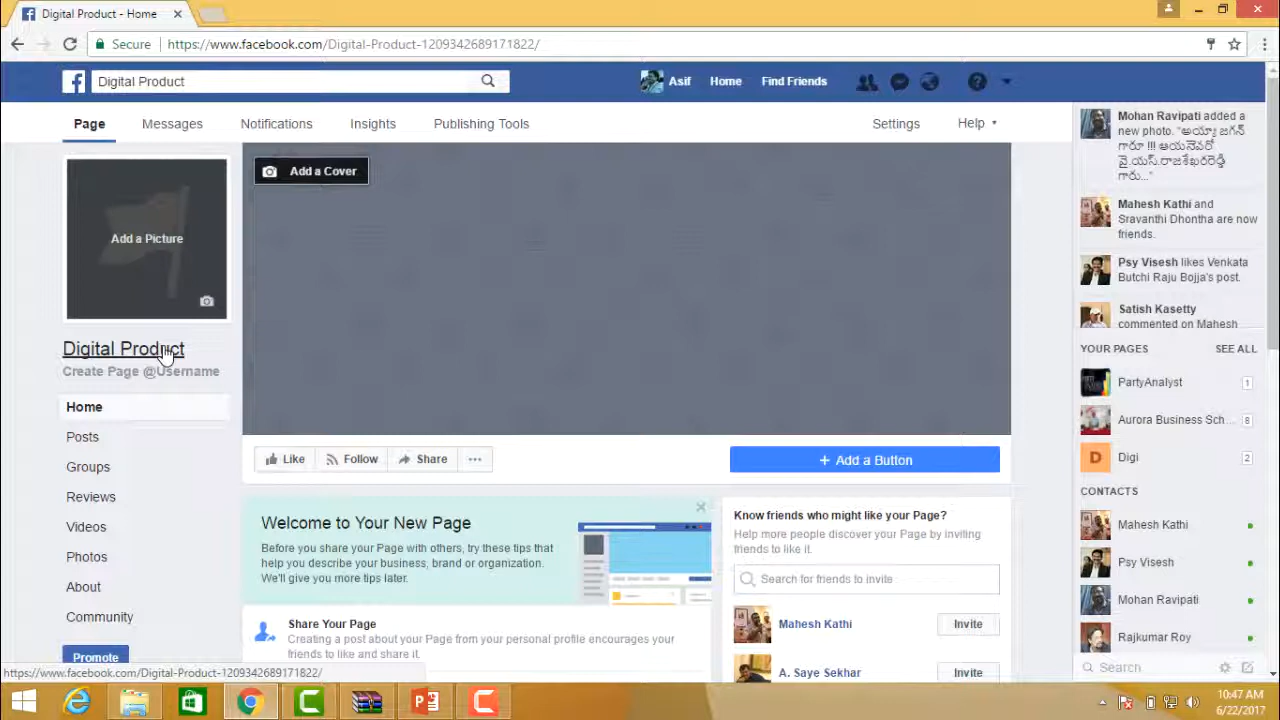 Digital Product - Home
Secure
https://www.facebook.com/Digital-Product-1209342689171822/
Digital Product
Asif
Home
Find Friends
Page
Messages
Notifications
Insights
Publishing Tools
Settings
Help
Add a Picture
Digital Product
Create Page @Username
Home
Posts
Groups
Reviews
Videos
Photos
About
Community
Promote
Add a Cover
Like
Follow
Share
+ Add a Button
Welcome to Your New Page
Before you share your Page with others, try these tips that
help you describe your business, brand or organization.
We'll give you more tips later.
Share Your Page
Creating a post about your Page from your personal profile encourages your
friends to like and share it.
Know friends who might like your Page?
Help more people discover your Page by inviting
friends to like it.
Search for friends to invite
Mahesh Kathi
Invite
A. Saye Sekhar
Invite
Mohan Ravipati added a
new photo. "అయ్యా జగన్
గారూ !!! ఆయనెవరో
వై.యస్.రాజశేఖరరెడ్డి
గారు..."
Mahesh Kathi and
Sravanthi Dhontha are now
friends.
Psy Visesh likes Venkata
Butchi Raju Bojja's post.
Satish Kasetty
commented on Mahesh
YOUR PAGES
SEE ALL
PartyAnalyst
1
Aurora Business Sch...
8
D
Digi
2
CONTACTS
Mahesh Kathi
Psy Visesh
Mohan Ravipati
Rajkumar Roy
Search
https://www.facebook.com/Digital-Product-1209342689171822/
10:47 AM
6/22/2017